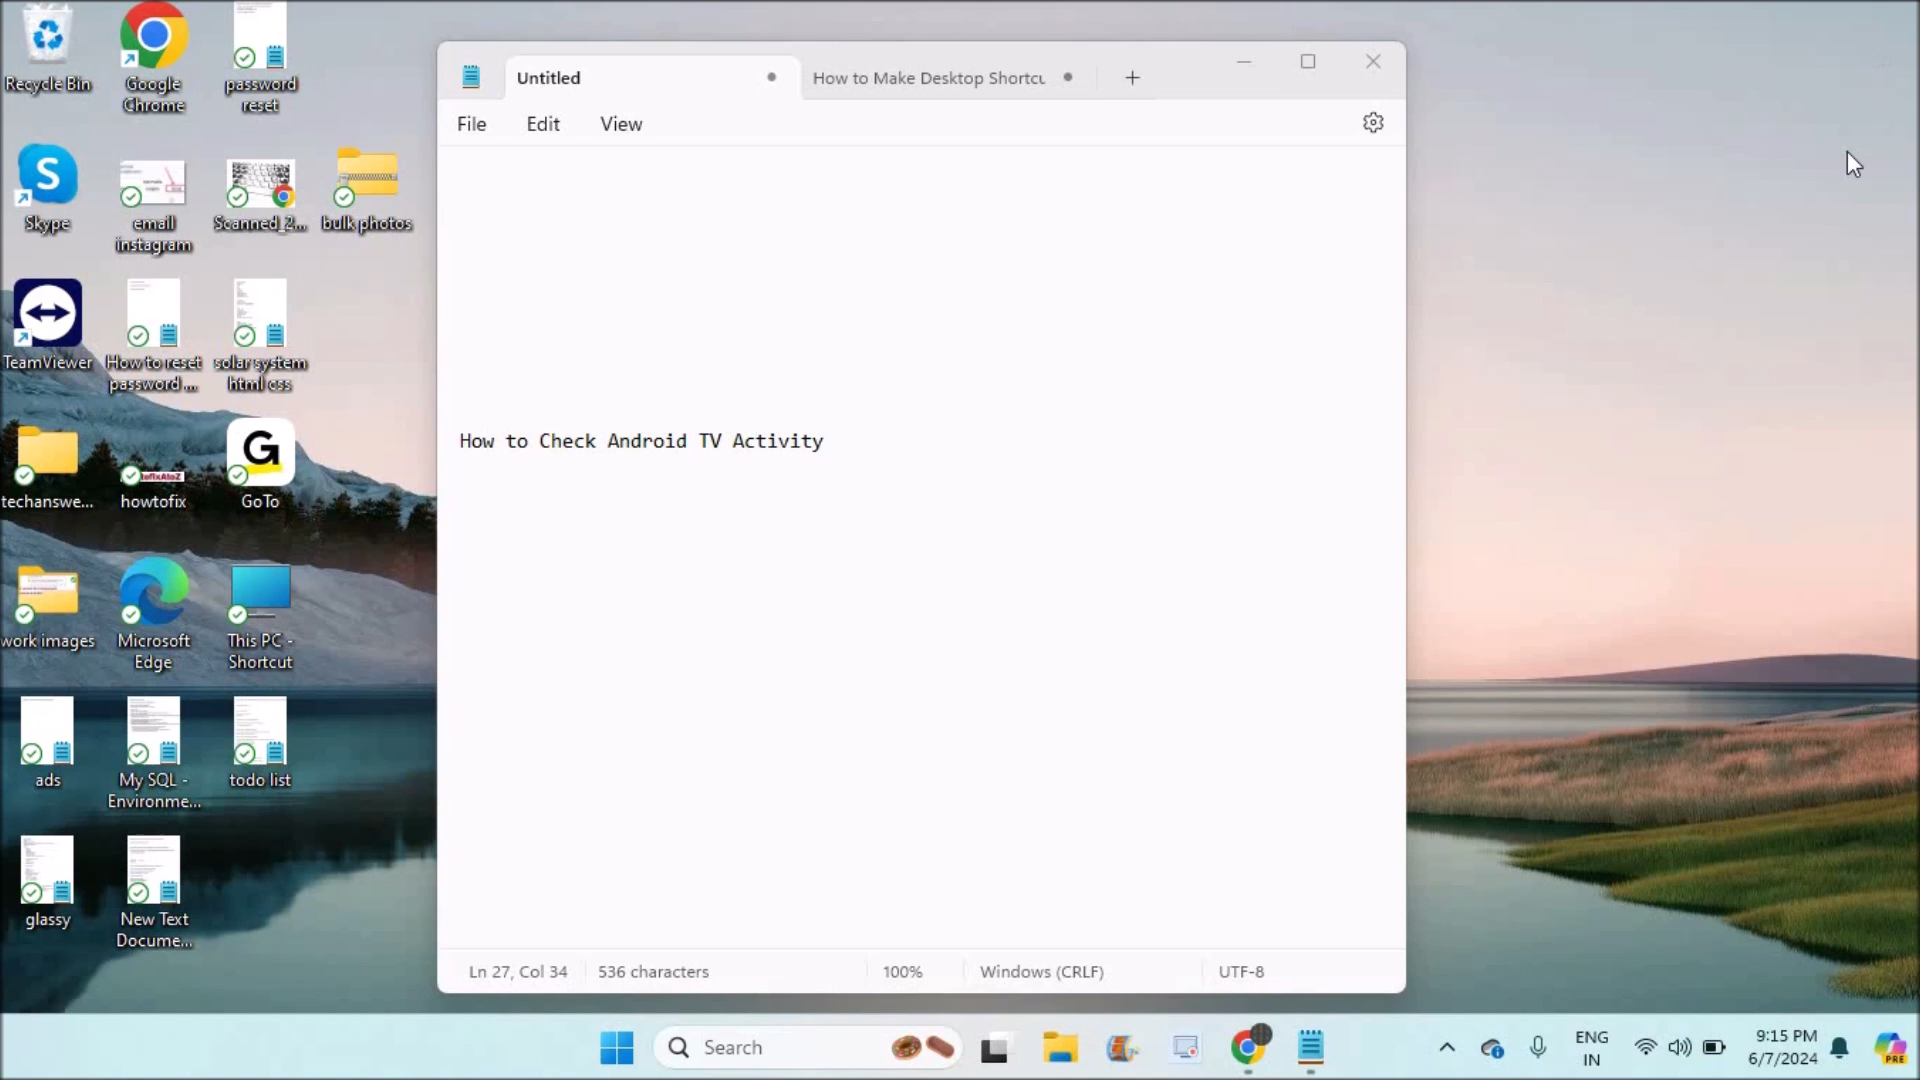 Recycle Bin
Google
Chrome
password
reset
Skype
email
instagram
Scanned_2...
bulk photos
TeamViewer
How to reset
password ...
solar system
html css
techanswe...
howtofix
tofixAtoZ
G
GoTo
work images
Microsoft
Edge
This PC -
Shortcut
ads
My SQL -
Environme...
todo list
glassy
New Text
Docume...
Untitled
How to Make Desktop Shortcu
File
Edit
View
How to Check Android TV Activity
Ln 27, Col 34
536 characters
100%
Windows (CRLF)
UTF-8
Search
ENG
IN
9:15 PM
6/7/2024
PRE